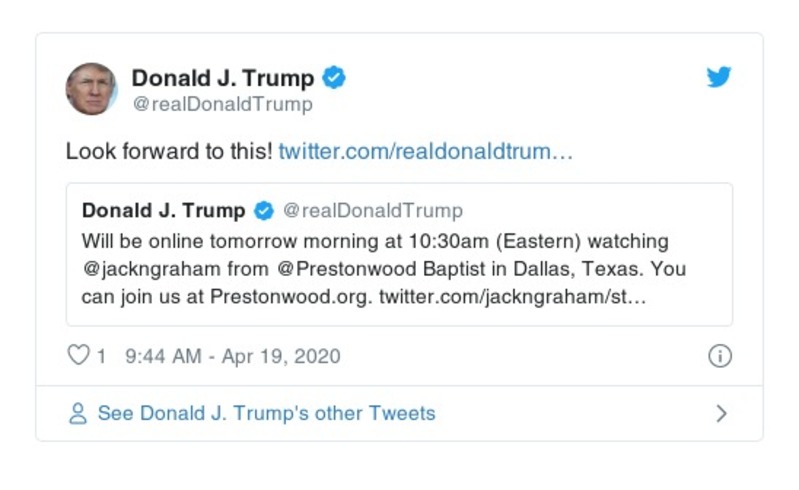 Donald J. Trump
@realDonaldTrump
Look forward to this! twitter.com/realdonaldtrum…
Donald J. Trump @realDonaldTrump
Will be online tomorrow morning at 10:30am (Eastern) watching
@jackngraham from @Prestonwood Baptist in Dallas, Texas. You
can join us at Prestonwood.org. twitter.com/jackngraham/st…
1 9:44 AM - Apr 19, 2020
See Donald J. Trump's other Tweets